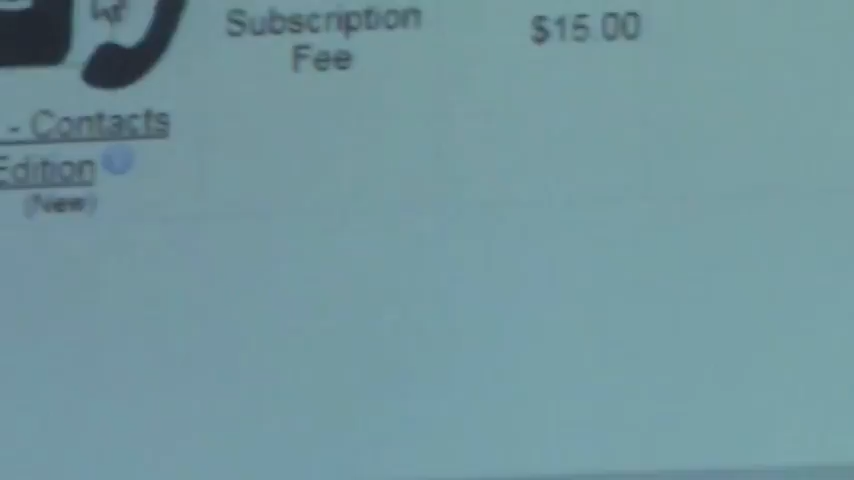 Subscription
Fee
$15.00
- Contacts
Edition
(New)